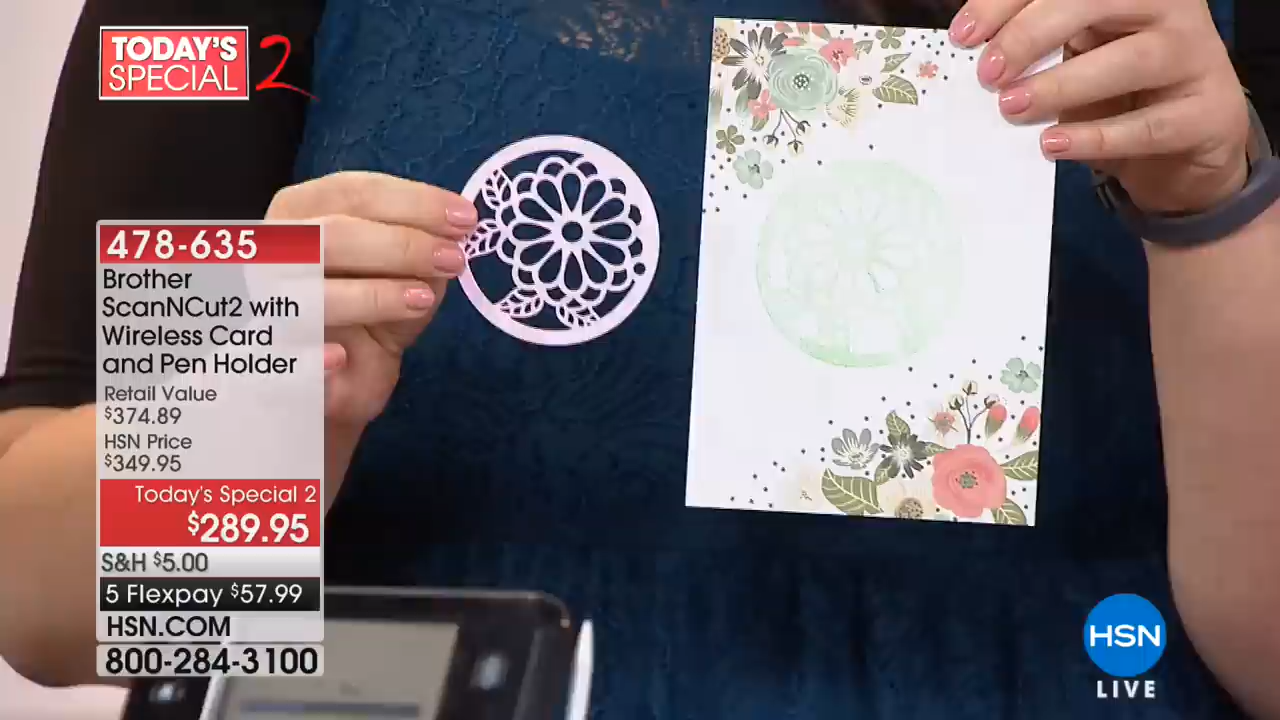 TODAY'S
SPECIAL 2
478-635
Brother
ScanNCut2 with
Wireless Card
and Pen Holder
Retail Value
$374.89
HSN Price
$349.95
Today's Special 2
$289.95
S&H $5.00
5 Flexpay $57.99
HSN.COM
800-284-3100
HSN
LIVE